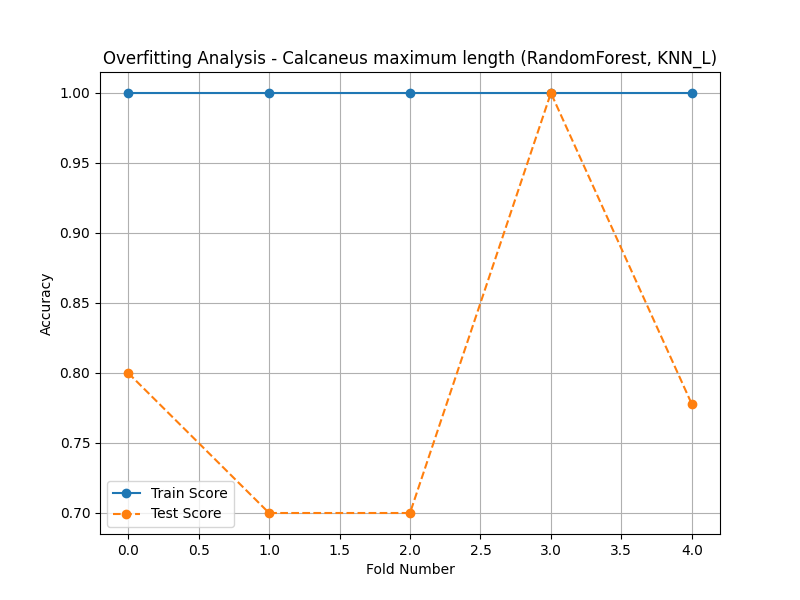 Overfitting Analysis - Calcaneus maximum length (RandomForest, KNN_L)
Accuracy
1.00
0.95
0.90
0.85
0.80
0.75
0.70
Train Score
Test Score
0.0 0.5 1.0 1.5 2.0 2.5 3.0 3.5 4.0
Fold Number